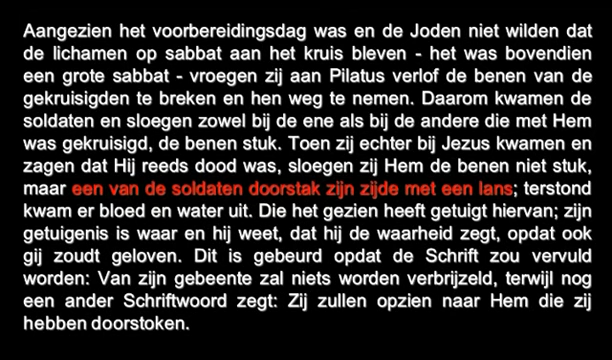 Aangezien het voorbereidingsdag was en de Joden niet wilden dat
de lichamen op sabbat aan het kruis bleven - het was bovendien
een grote sabbat - vroegen zij aan Pilatus verlof de benen van de
gekruisigden te breken en hen weg te nemen. Daarom kwamen de
soldaten en sloegen zowel bij de ene als bij de andere die met Hem
was gekruisigd, de benen stuk. Toen zij echter bij Jezus kwamen en
zagen dat Hij reeds dood was, sloegen zij Hem de benen niet stuk,
maar een van de soldaten doorstak zijn zijde met een lans; terstond
kwam er bloed en water uit. Die het gezien heeft getuigt hiervan; zijn
getuigenis is waar en hij weet, dat hij de waarheid zegt, opdat ook
gij zoudt geloven. Dit is gebeurd opdat de Schrift zou vervuld
worden: Van zijn gebeente zal niets worden verbrijzeld, terwijl nog
een ander Schriftwoord zegt: Zij zullen opzien naar Hem die zij
hebben doorstoken.